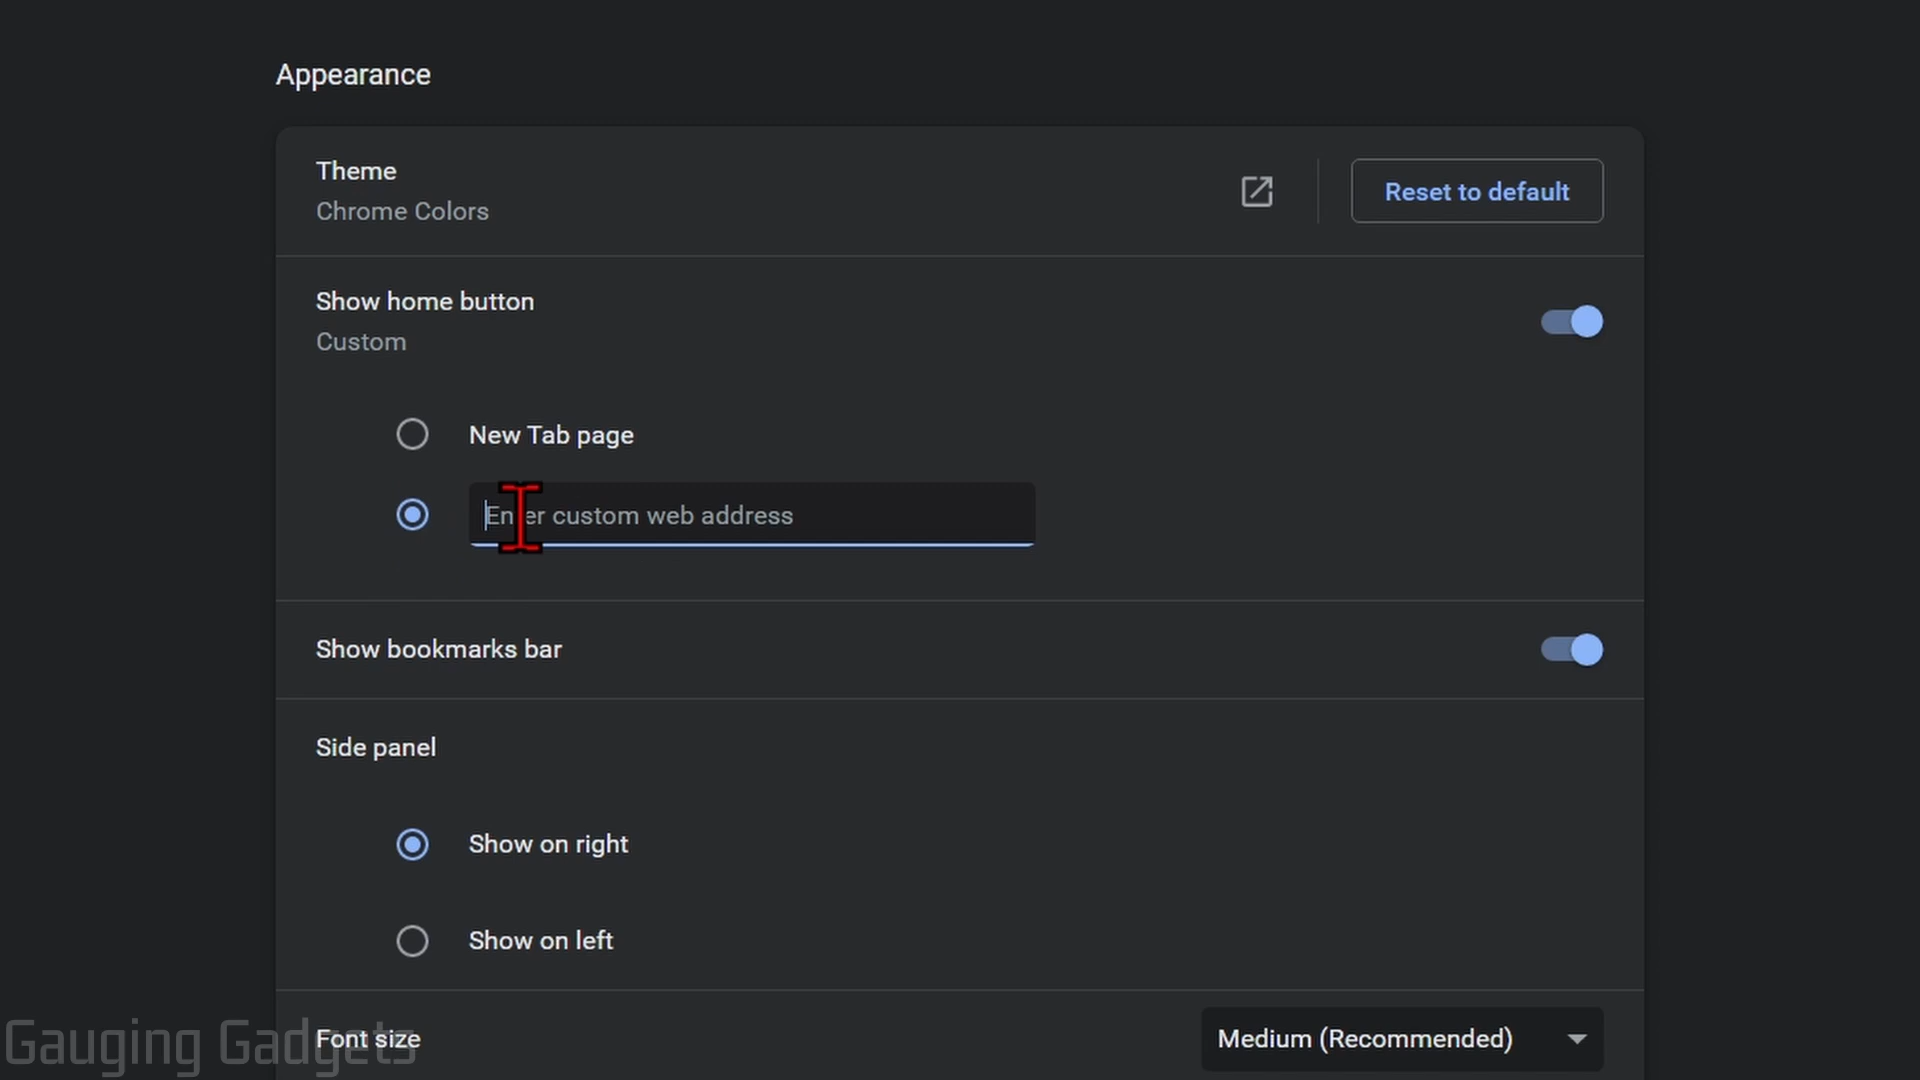 Appearance
Theme
Chrome Colors
Reset to default
Show home button
Custom
New Tab page
Enter custom web address
Show bookmarks bar
Side panel
Show on right
Show on left
Font size
Medium (Recommended)
Gauging Gadgets